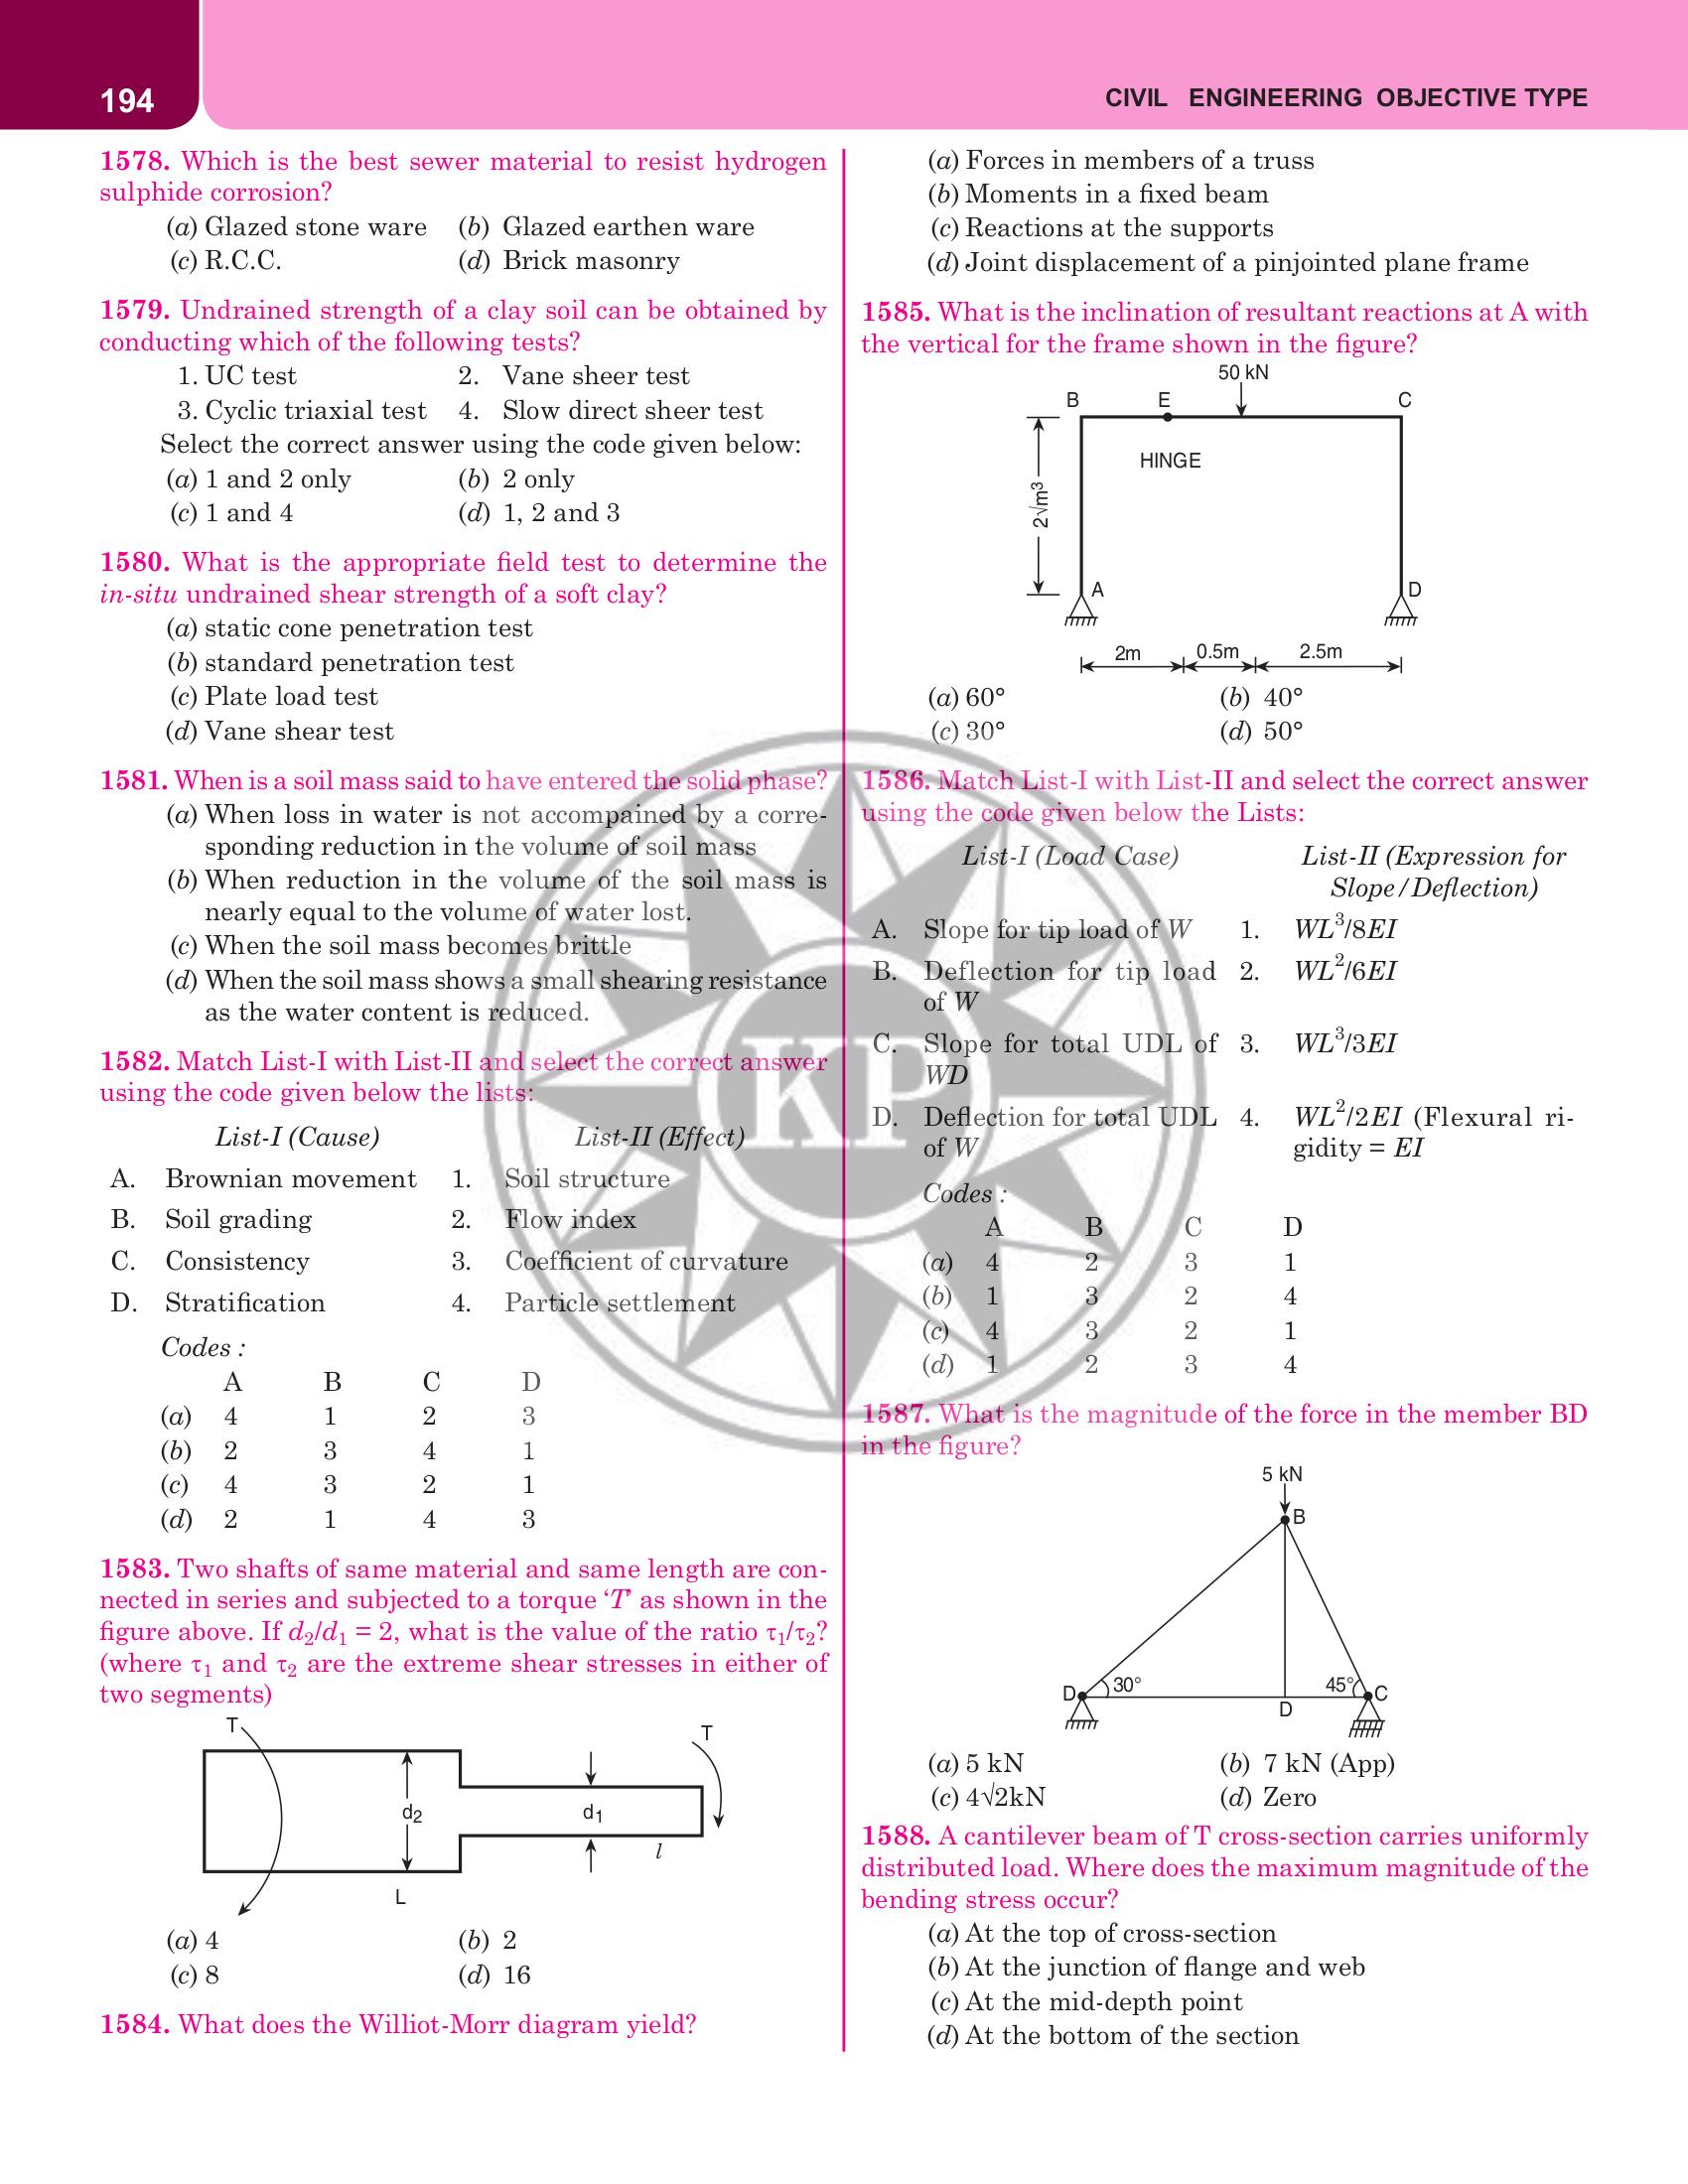 194
CIVIL ENGINEERING OBJECTIVE TYPE
1578. Which is the best sewer material to resist hydrogen
sulphide corrosion?
(a) Glazed stone ware (b) Glazed earthen ware
(c) R.C.C. (d) Brick masonry
1579. Undrained strength of a clay soil can be obtained by
conducting which of the following tests?
1. UC test 2. Vane sheer test
3. Cyclic triaxial test 4. Slow direct sheer test
Select the correct answer using the code given below:
(a) 1 and 2 only (b) 2 only
(c) 1 and 4 (d) 1, 2 and 3
1580. What is the appropriate field test to determine the
in-situ undrained shear strength of a soft clay?
(a) static cone penetration test
(b) standard penetration test
(c) Plate load test
(d) Vane shear test
1581. When is a soil mass said to have entered the solid phase?
(a) When loss in water is not accompained by a corre-
sponding reduction in the volume of soil mass
(b) When reduction in the volume of the soil mass is
nearly equal to the volume of water lost.
(c) When the soil mass becomes brittle
(d) When the soil mass shows a small shearing resistance
as the water content is reduced.
1582. Match List-I with List-II and select the correct answer
using the code given below the lists:
List-I (Cause) List-II (Effect)
A. Brownian movement 1. Soil structure
B. Soil grading 2. Flow index
C. Consistency 3. Coefficient of curvature
D. Stratification 4. Particle settlement
Codes :
A B C D
(a) 4 1 2 3
(b) 2 3 4 1
(c) 4 3 2 1
(d) 2 1 4 3
1583. Two shafts of same material and same length are con-
nected in series and subjected to a torque ‘T’ as shown in the
figure above. If d2/d1 = 2, what is the value of the ratio τ1/τ2?
(where τ1 and τ2 are the extreme shear stresses in either of
two segments)
T T
d2 d1
l
L
(a) 4 (b) 2
(c) 8 (d) 16
1584. What does the Williot-Morr diagram yield?
(a) Forces in members of a truss
(b) Moments in a fixed beam
(c) Reactions at the supports
(d) Joint displacement of a pinjointed plane frame
1585. What is the inclination of resultant reactions at A with
the vertical for the frame shown in the figure?
50 kN
B E C
HINGE
2√m3
A D
2m 0.5m 2.5m
(a) 60° (b) 40°
(c) 30° (d) 50°
1586. Match List-I with List-II and select the correct answer
using the code given below the Lists:
List-I (Load Case) List-II (Expression for
Slope/Deflection)
A. Slope for tip load of W 1. WL3/8EI
B. Deflection for tip load 2. WL2/6EI
of W
C. Slope for total UDL of 3. WL3/3EI
WD
D. Deflection for total UDL 4. WL2/2EI (Flexural ri-
of W gidity = EI
Codes :
A B C D
(a) 4 2 3 1
(b) 1 3 2 4
(c) 4 3 2 1
(d) 1 2 3 4
1587. What is the magnitude of the force in the member BD
in the figure?
5 kN
B
D 30° 45° C
D
(a) 5 kN (b) 7 kN (App)
(c) 4√2kN (d) Zero
1588. A cantilever beam of T cross-section carries uniformly
distributed load. Where does the maximum magnitude of the
bending stress occur?
(a) At the top of cross-section
(b) At the junction of flange and web
(c) At the mid-depth point
(d) At the bottom of the section
KP